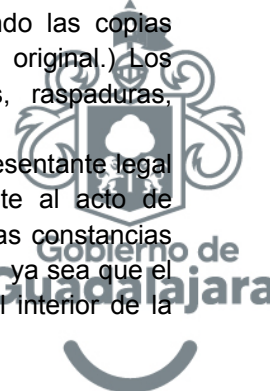 ndo las copias
original.) Los
s, raspaduras,
esentante legal
te al acto de
as constancias
Gobierno de
ya sea que el
Guadalajara
l interior de la